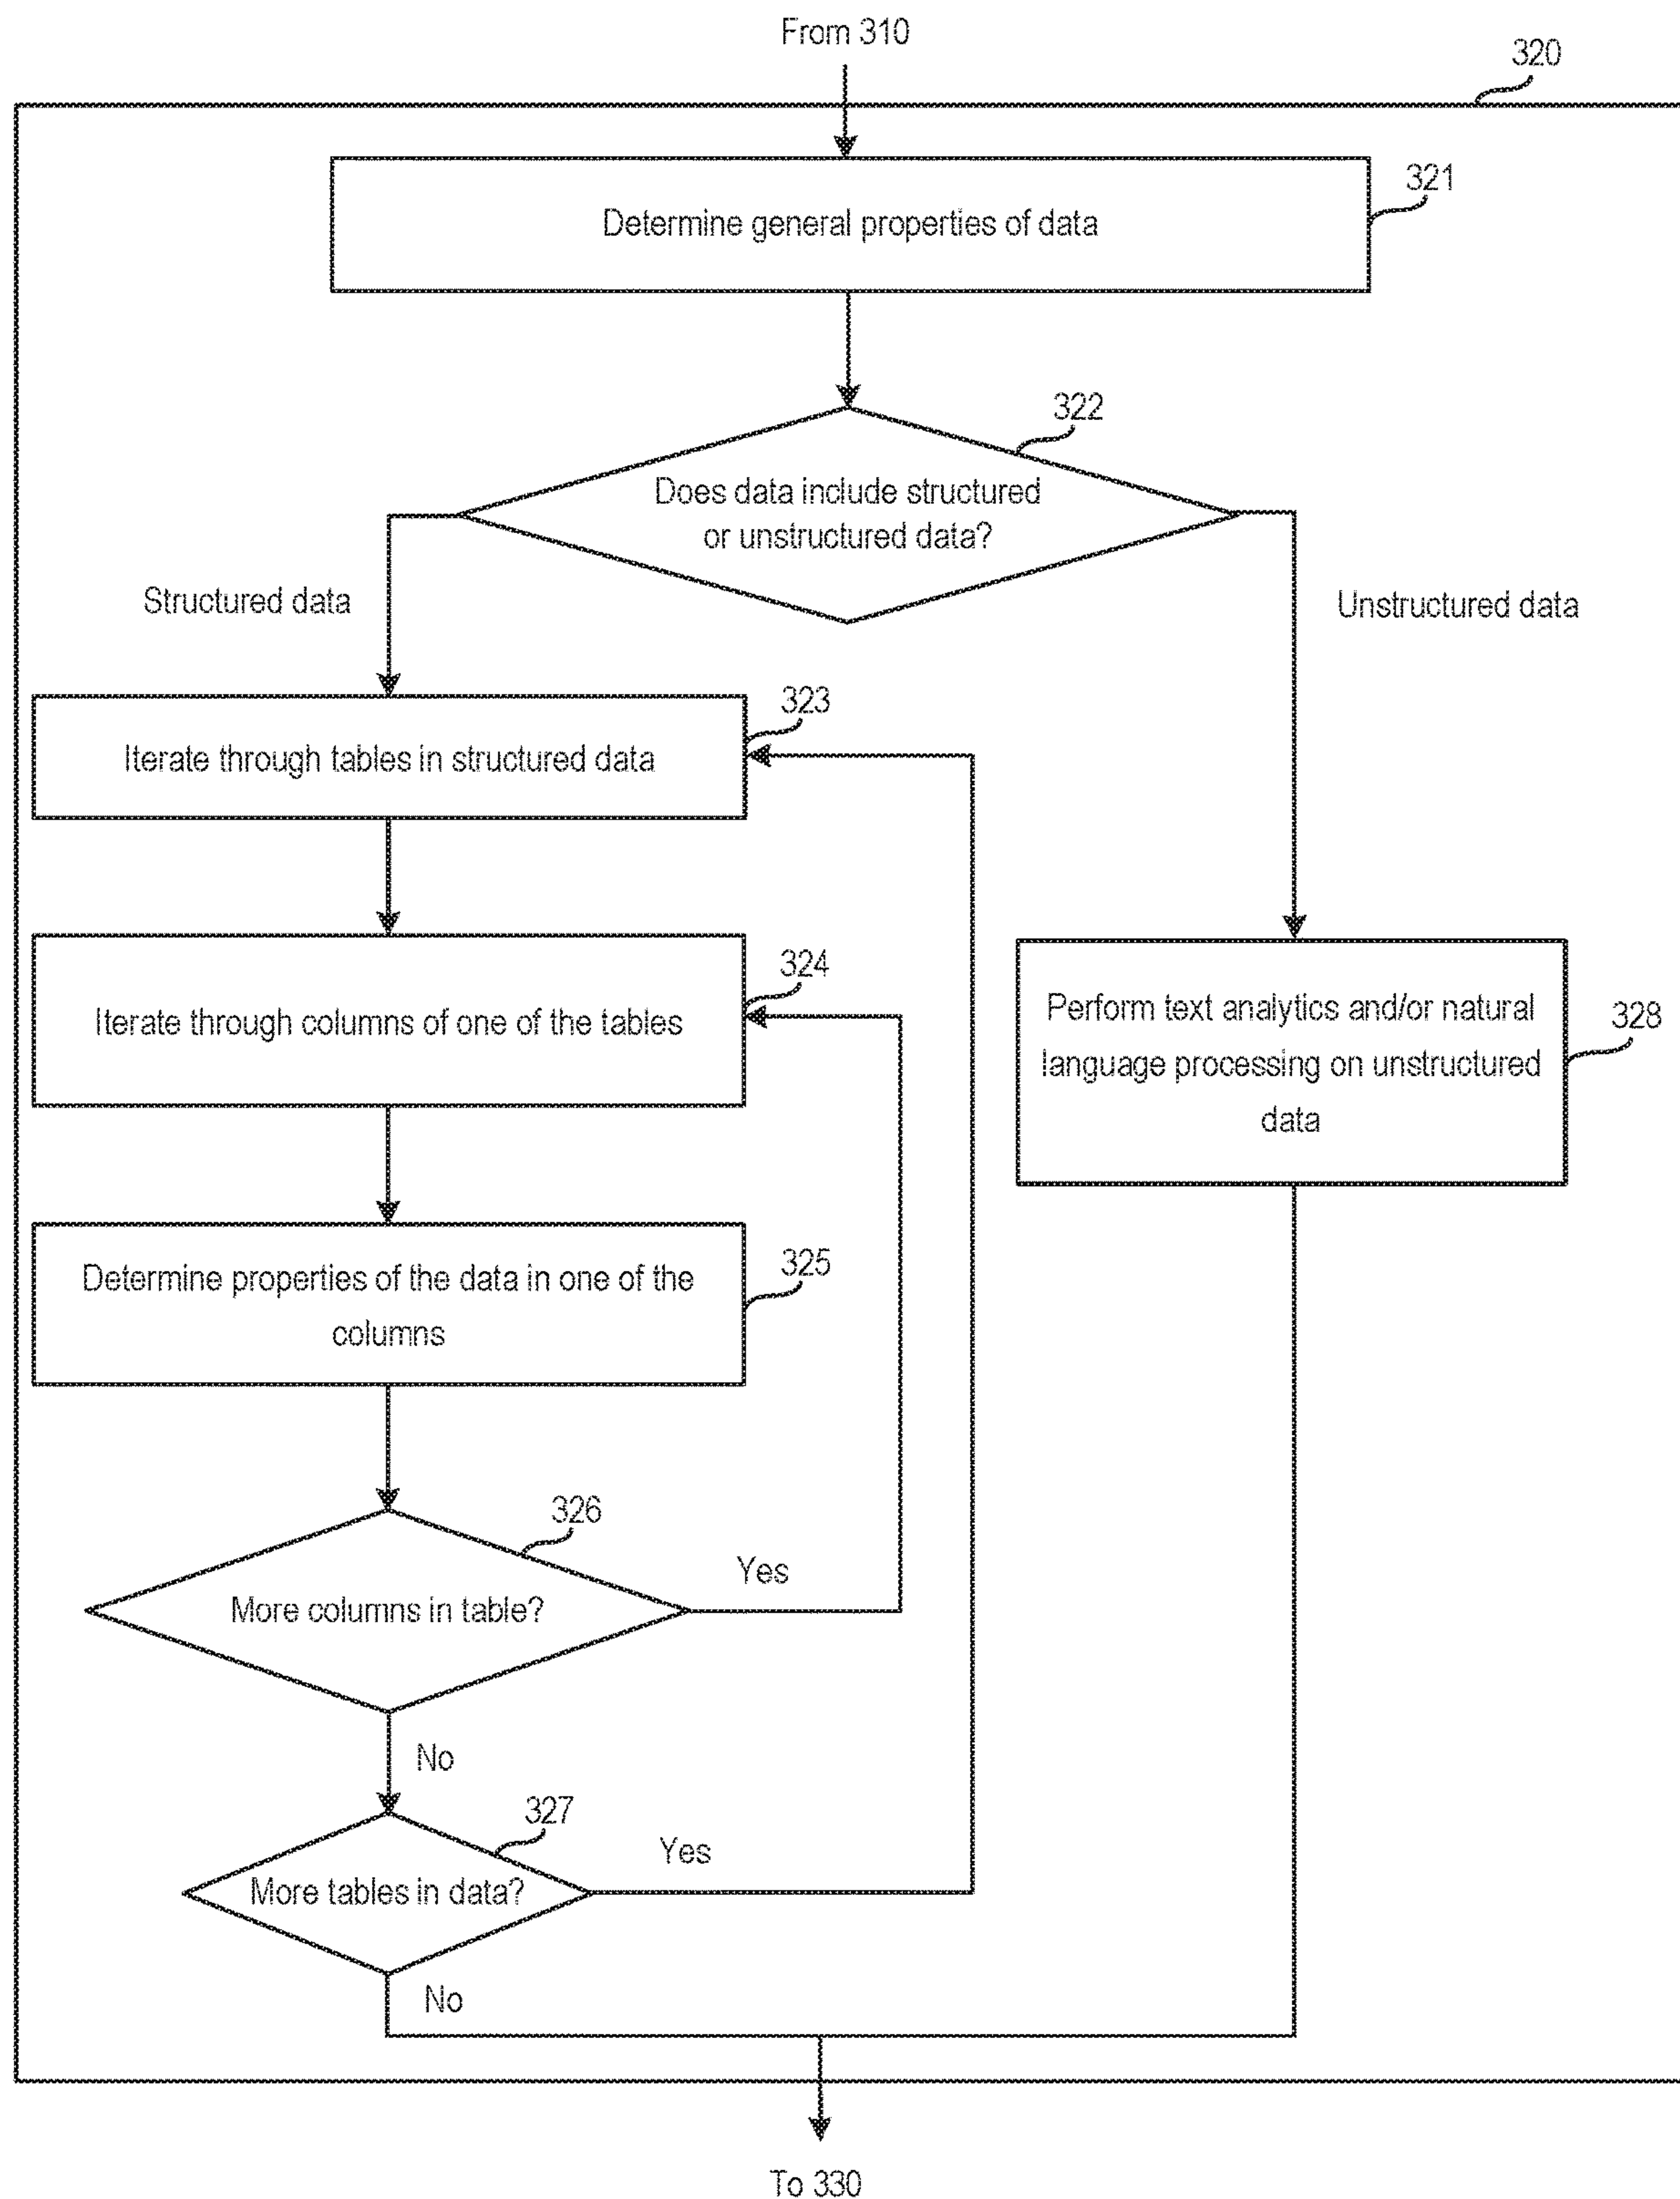 From 310
320
321
Determine general properties of data
322
Does data include structured
or unstructured data?
Structured data
Unstructured data
323
Iterate through tables in structured data
324
Iterate through columns of one of the tables
Perform text analytics and/or natural
language processing on unstructured
data
328
325
Determine properties of the data in one of the
columns
326
Yes
More columns in table?
No
327
Yes
More tables in data?
No
To 330